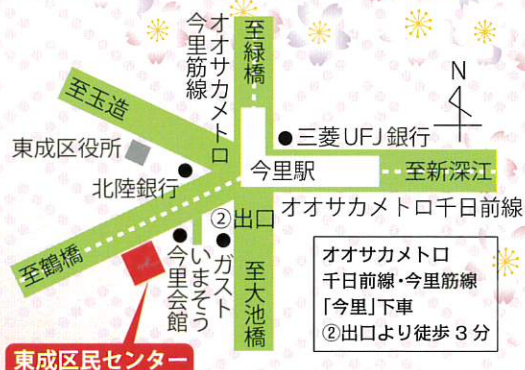 至緑橋
オオサカメトロ
今里筋線
至玉造
N
東成区役所
三菱UFJ銀行
今里駅
至新深江
北陸銀行
オオサカメトロ千日前線
②出口
至鶴橋
いまそう
今里会館
ガスト
至大池橋
オオサカメトロ
千日前線・今里筋線
「今里」下車
②出口より徒歩3分
東成区民センター